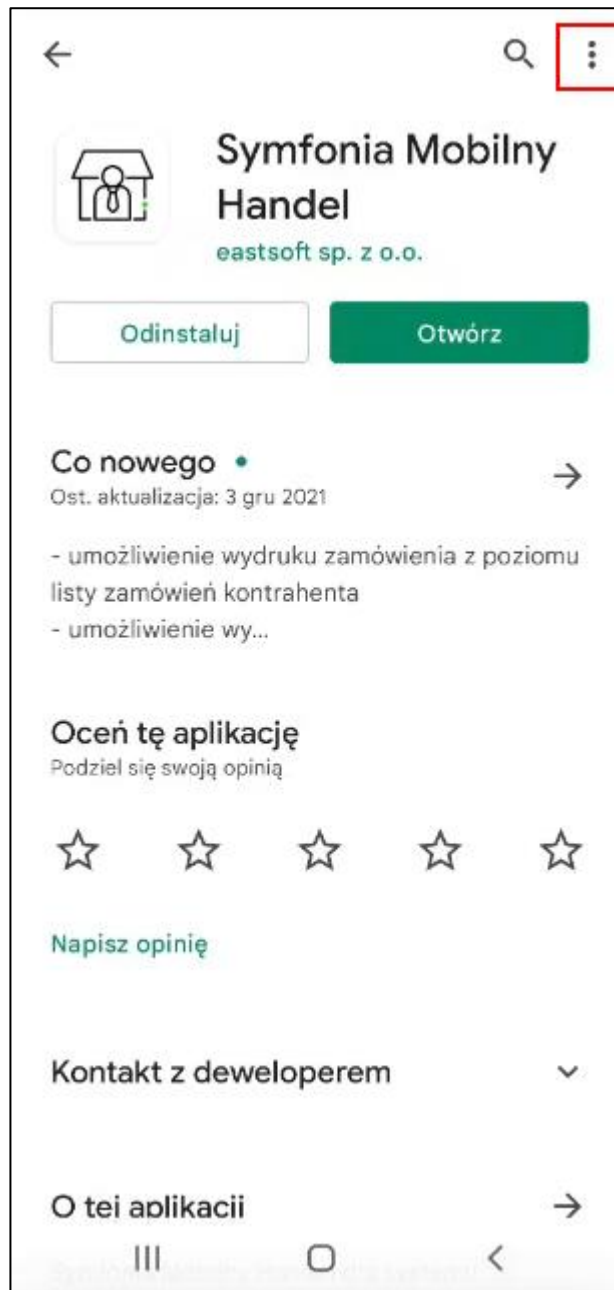 Symfonia Mobilny
Handel
eastsoft sp. z o.o.
Odinstaluj
Otwórz
Co nowego
Ost. aktualizacja: 3 gru 2021
- umożliwienie wydruku zamówienia z poziomu
listy zamówień kontrahenta
- umożliwienie wy...
Oceń tę aplikację
Podziel się swoją opinią
Napisz opinię
Kontakt z deweloperem
O tej aplikacji